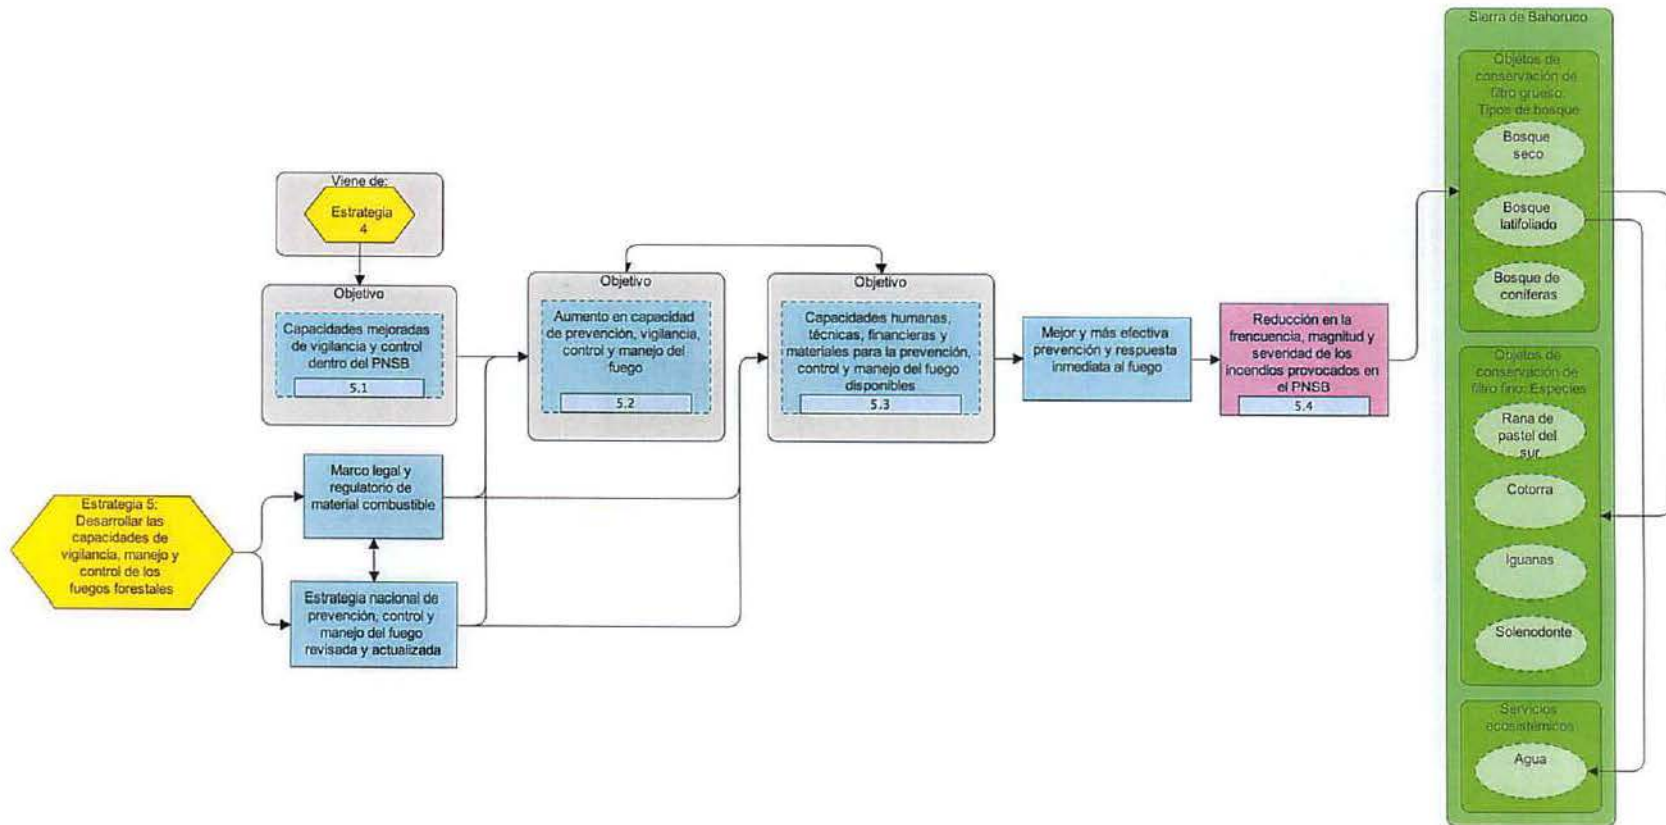 Viene de:
Estrategia
4
Objetivo
Capacidades mejoradas
de vigilancia y control
dentro del PNSB
5.1
Objetivo
Aumento en capacidad
de prevención, vigilancia,
control y manejo del
fuego
5.2
Objetivo
Capacidades humanas,
técnicas, financieras y
materiales para la prevención,
control y manejo del fuego
disponibles
5.3
Mejor y más efectiva
prevención y respuesta
inmediata al fuego
Reducción en la
frencuencia, magnitud y
severidad de los
incendios provocados en
el PNSB
5.4
Estrategia 5:
Desarrollar las
capacidades de
vigilancia, manejo y
control de los
fuegos forestales
Marco legal y
regulatorio de
material combustible
Estrategia nacional de
prevención, control y
manejo del fuego
revisada y actualizada
Sierra de Bahoruco
Objetos de
conservación de
filtro grueso:
Tipos de bosque
Bosque
seco
Bosque
latifoliado
Bosque de
coníferas
Objetos de
conservación de
filtro fino: Especies
Rana de
pastel del
sur
Cotorra
Iguanas
Solenodonte
Servicios
ecosistémicos
Agua